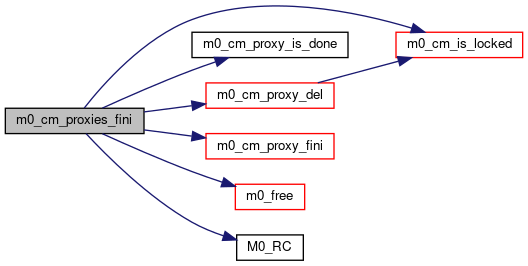 m0_cm_proxies_fini
m0_cm_proxy_is_done
m0_cm_is_locked
m0_cm_proxy_del
m0_cm_proxy_fini
m0_free
M0_RC